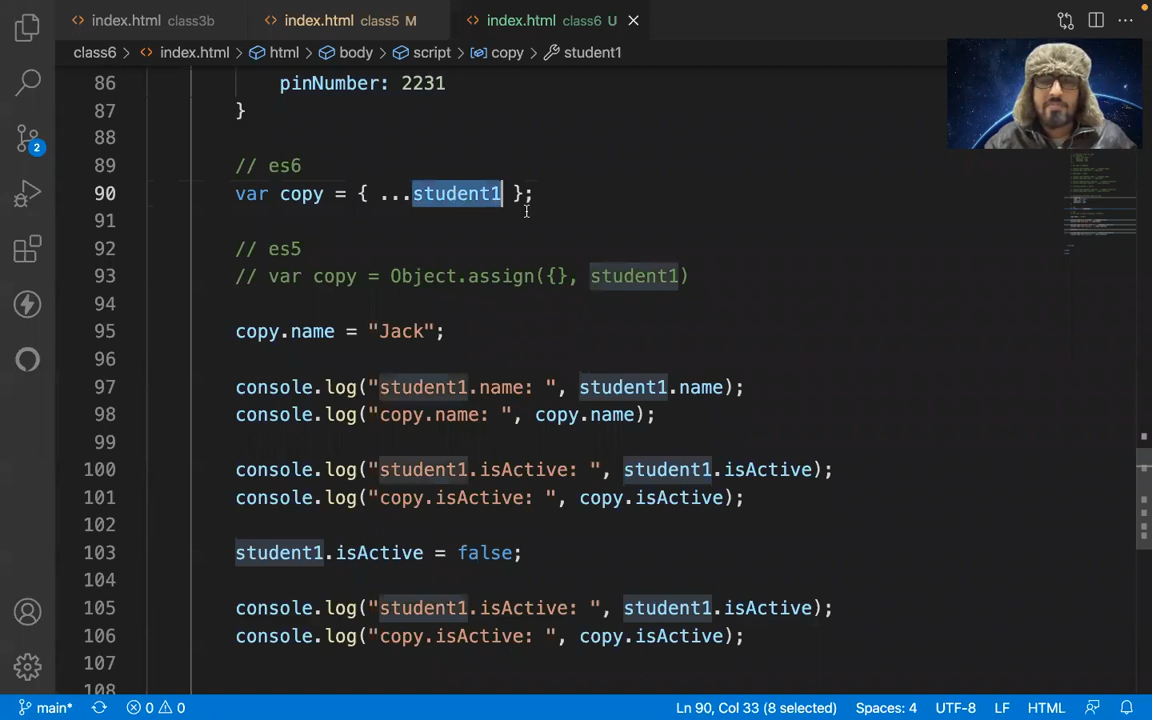 index.html class3b
index.html class5 M
index.html class6 U
class6 > index.html > html > body > script > copy > student1
86 pinNumber: 2231
87 }
88
89 // es6
90 var copy = { ...student1 };
91
92 // es5
93 // var copy = Object.assign({}, student1)
94
95 copy.name = "Jack";
96
97 console.log("student1.name: ", student1.name);
98 console.log("copy.name: ", copy.name);
99
100 console.log("student1.isActive: ", student1.isActive);
101 console.log("copy.isActive: ", copy.isActive);
102
103 student1.isActive = false;
104
105 console.log("student1.isActive: ", student1.isActive);
106 console.log("copy.isActive: ", copy.isActive);
107
108
2
main* 0 0 Ln 90, Col 33 (8 selected) Spaces: 4 UTF-8 LF HTML